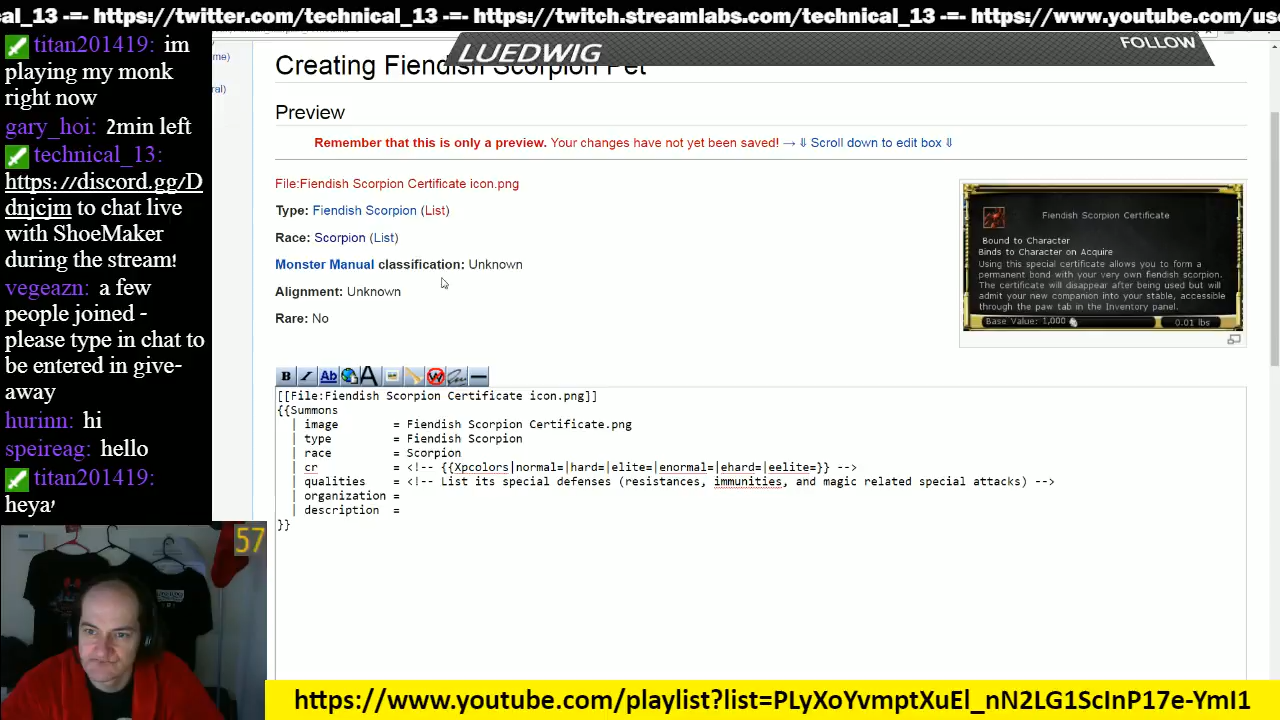 al_13 -=- https://twitter.com/technical_13 -=- https://twitch.streamlabs.com/technical_13 -=- https://www.youtube.com/use
titan201419: im
playing my monk
right now
gary_hoi: 2min left
technical_13:
https://discord.gg/D
dnjcjm to chat live
with ShoeMaker
during the stream!
vegeazn: a few
people joined -
please type in chat to
be entered in give-
away
hurinn: hi
speireag: hello
titan201419:
heya!
57
LUEDWIG
FOLLOW
Creating Fiendish Scorpion Pet
Preview
Remember that this is only a preview. Your changes have not yet been saved! → ⇓ Scroll down to edit box ⇓
File:Fiendish Scorpion Certificate icon.png
Type: Fiendish Scorpion (List)
Race: Scorpion (List)
Monster Manual classification: Unknown
Alignment: Unknown
Rare: No
Fiendish Scorpion Certificate
Bound to Character
Binds to Character on Acquire
Using this special certificate allows you to form a
permanent bond with your very own fiendish scorpion.
The certificate will disappear after being used but will
admit your new companion into your stable, accessible
through the paw tab in the Inventory panel.
Base Value: 1,000
0.01 lbs
B I Ab A W
[[File:Fiendish Scorpion Certificate icon.png]]
{{Summons
| image = Fiendish Scorpion Certificate.png
| type = Fiendish Scorpion
| race = Scorpion
| cr = <!-- {{Xpcolors|normal=|hard=|elite=|enormal=|ehard=|eelite=}} -->
| qualities = <!-- List its special defenses (resistances, immunities, and magic related special attacks) -->
| organization =
| description =
}}
https://www.youtube.com/playlist?list=PLyXoYvmptXuEl_nN2LG1ScInP17e-YmI1